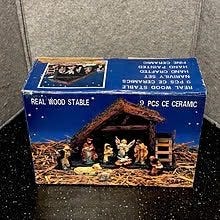 REAL WOOD STABLE
9 PCS CE CERAMICS
SET
HAND CRAFTED
HAND PAINTED
FINE CERAMIC
REAL WOOD STABLE
9 PCS CE CERAMIC